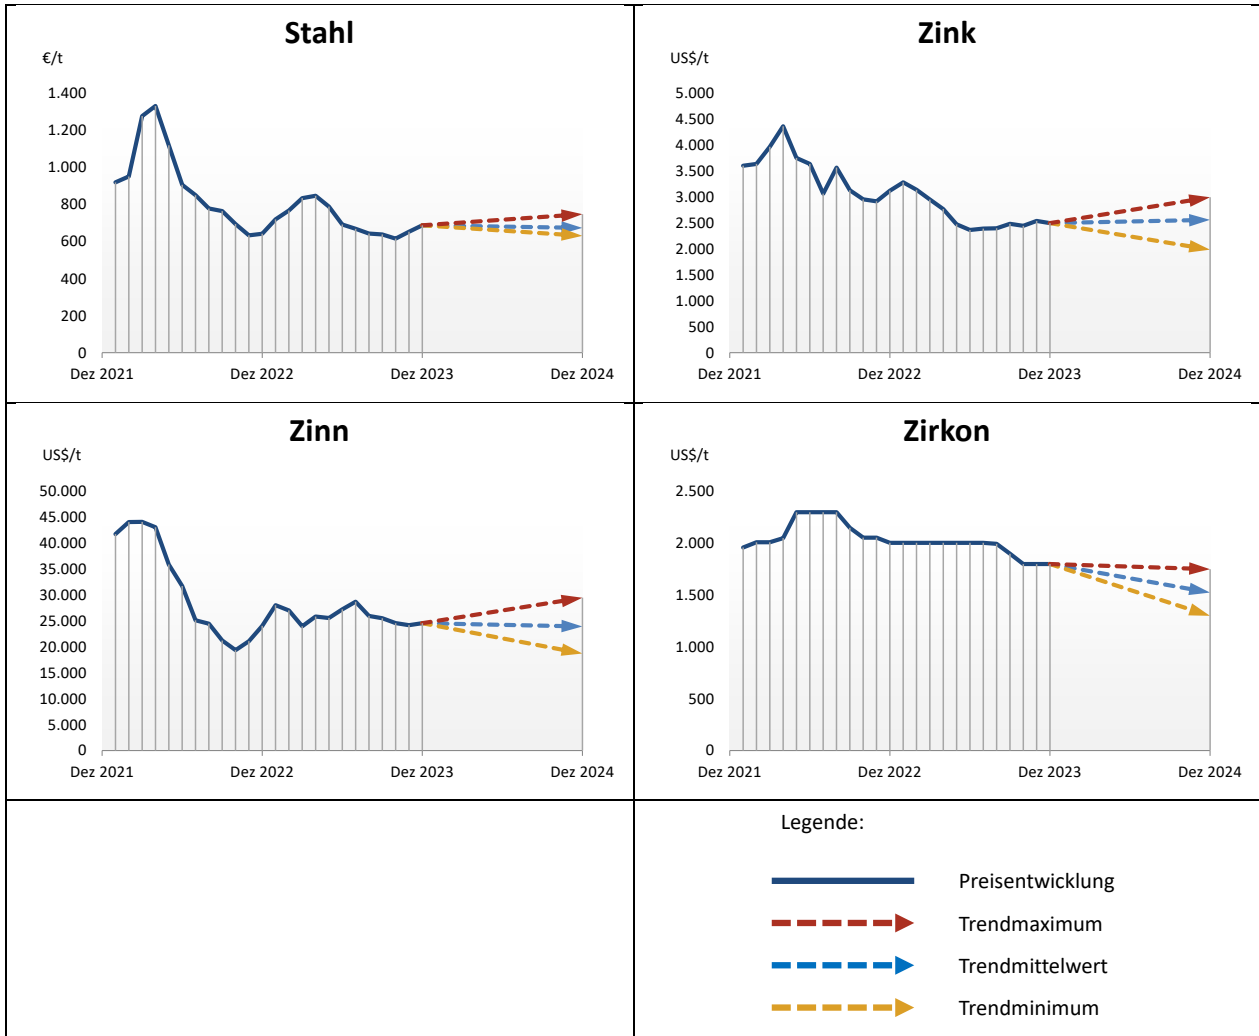 Stahl
€/t
1.400
1.200
1.000
800
600
400
200
0
Dez 2021 Dez 2022 Dez 2023 Dez 2024
Zink
US$/t
5.000
4.500
4.000
3.500
3.000
2.500
2.000
1.500
1.000
500
0
Dez 2021 Dez 2022 Dez 2023 Dez 2024
Zinn
US$/t
50.000
45.000
40.000
35.000
30.000
25.000
20.000
15.000
10.000
5.000
0
Dez 2021 Dez 2022 Dez 2023 Dez 2024
Zirkon
US$/t
2.500
2.000
1.500
1.000
500
0
Dez 2021 Dez 2022 Dez 2023 Dez 2024
Legende:
Preisentwicklung
Trendmaximum
Trendmittelwert
Trendminimum